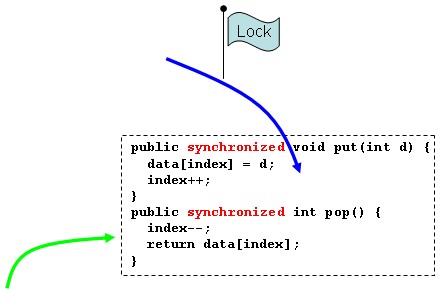 Lock
public synchronized void put(int d) {
data[index] = d;
index++;
}
public synchronized int pop() {
index--;
return data[index];
}